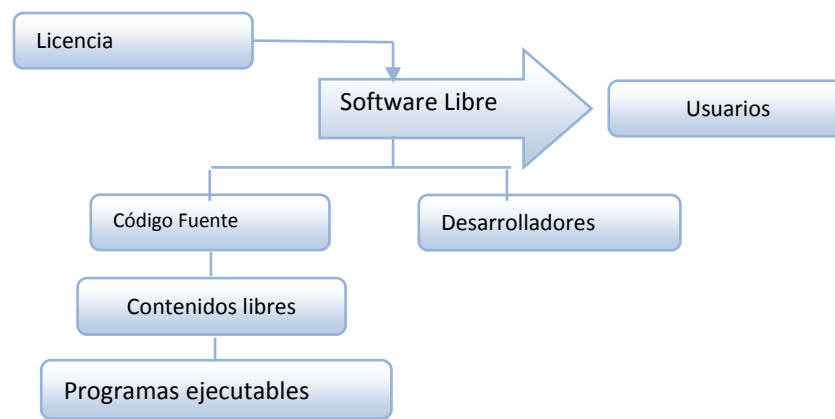 Licencia
Software Libre
Usuarios
Código Fuente
Desarrolladores
Contenidos libres
Programas ejecutables